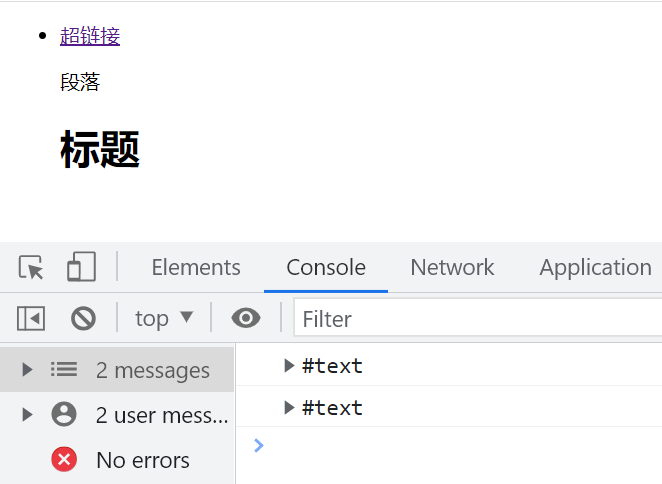 超链接
段落
标题
Elements Console Network Application
top Filter
2 messages
#text
2 user mess...
#text
No errors